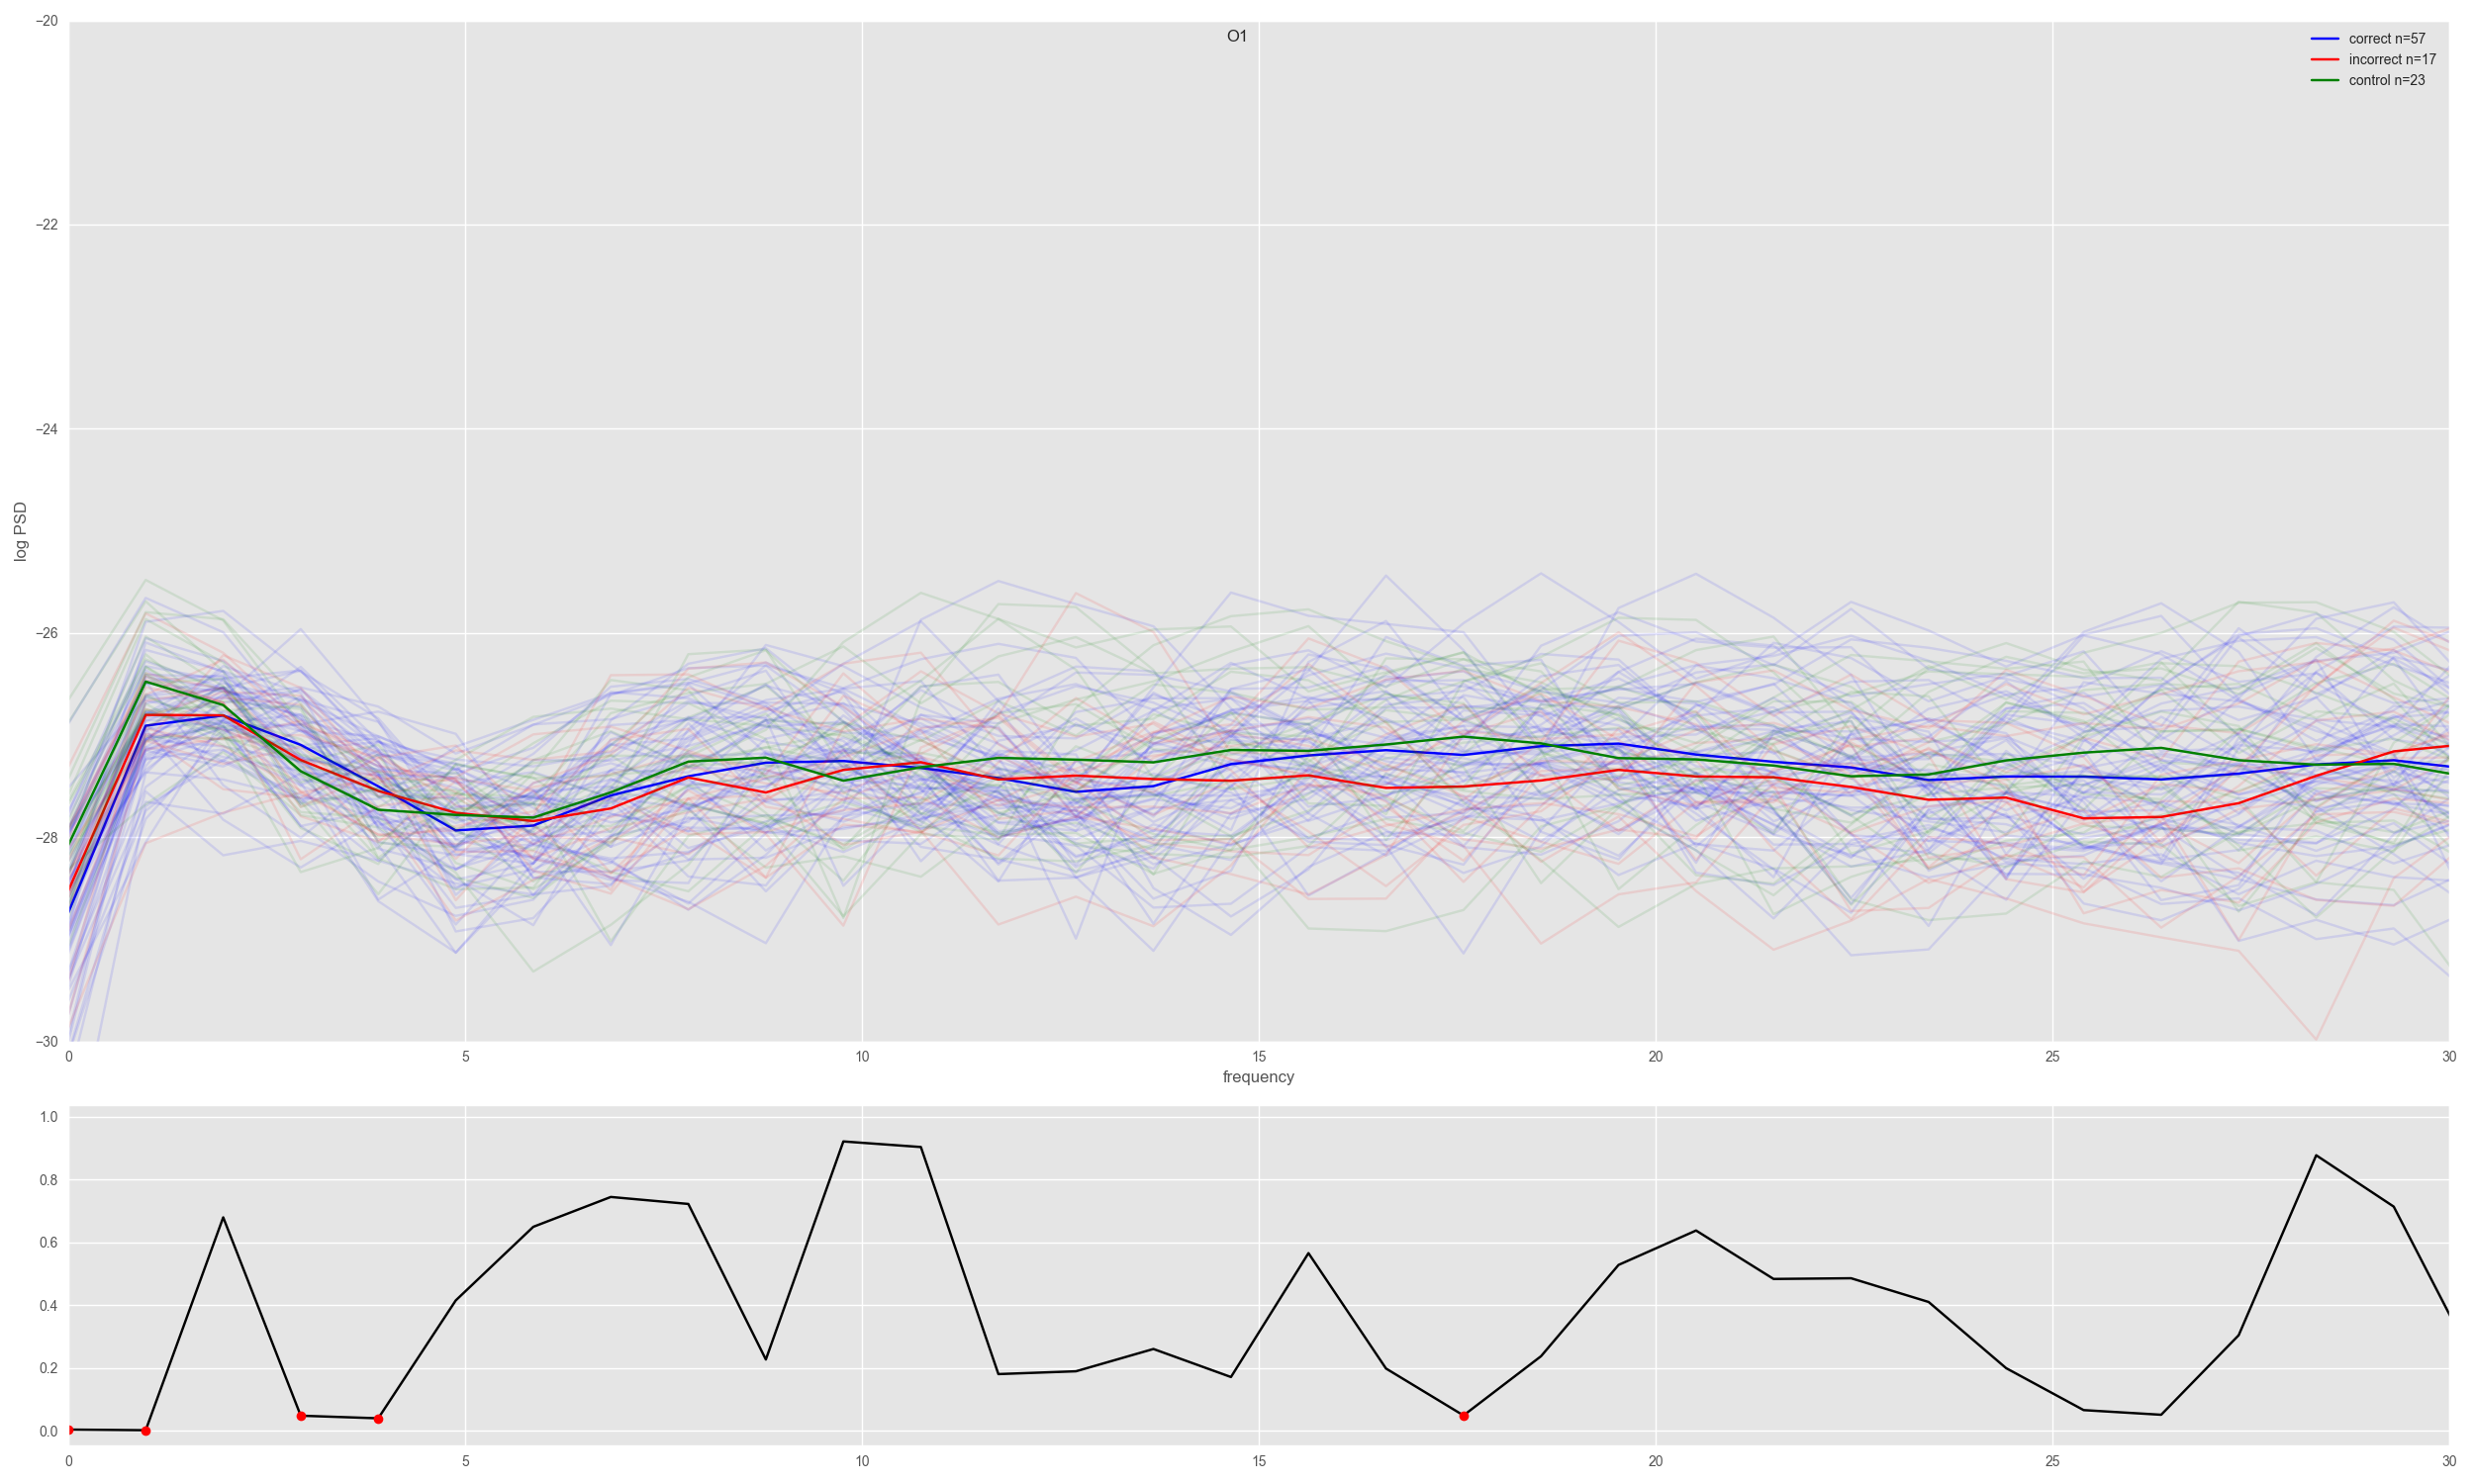 O1
correct n=57
incorrect n=17
control n=23
log PSD
−20
−22
−24
−26
−28
−30
0 5 10 15 20 25 30
frequency
1.0
0.8
0.6
0.4
0.2
0.0
0 5 10 15 20 25 30